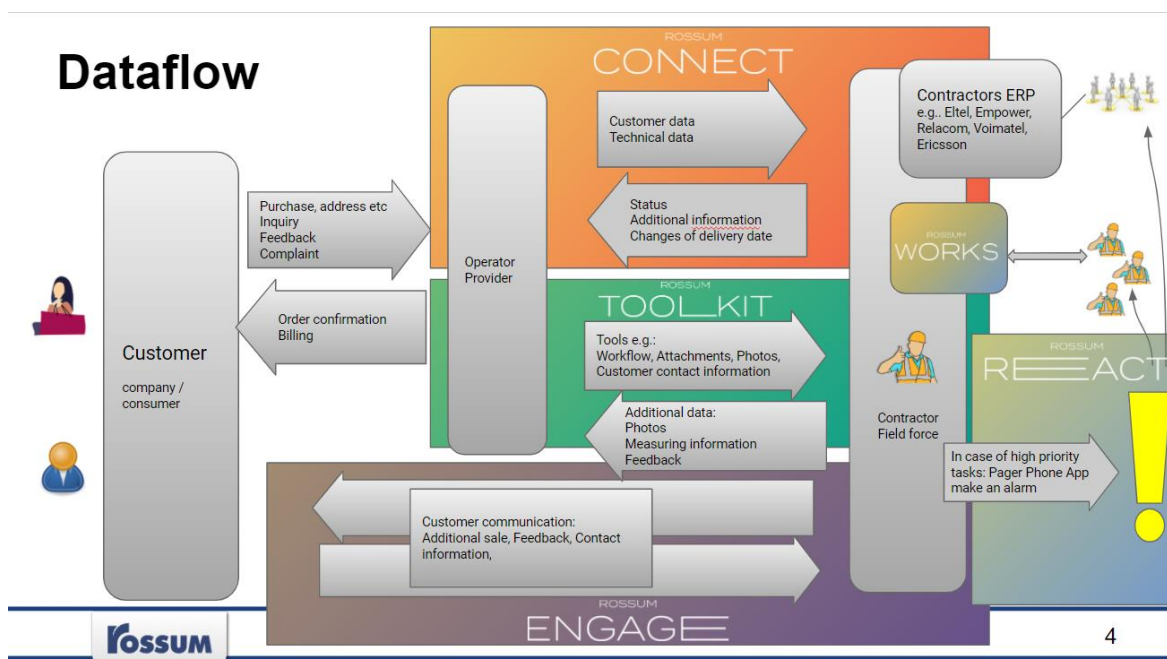 Dataflow
ROSSUM
CONNECT
Customer data
Technical data
Contractors ERP
e.g.. Eltel, Empower,
Relacom, Voimatel,
Ericsson
Purchase, address etc
Inquiry
Feedback
Complaint
Status
Additional infiormation
Changes of delivery date
Operator
Provider
ROSSUM
WORKS
ROSSUM
TOOLKIT
Order confirmation
Billing
Tools e.g.:
Workflow, Attachments, Photos,
Customer contact information
ROSSUM
REACT
Customer
company /
consumer
Additional data:
Photos
Measuring information
Feedback
Contractor
Field force
In case of high priority
tasks: Pager Phone App
make an alarm
Customer communication:
Additional sale, Feedback, Contact
information,
ROSSUM
ENGAGE
rossum
4